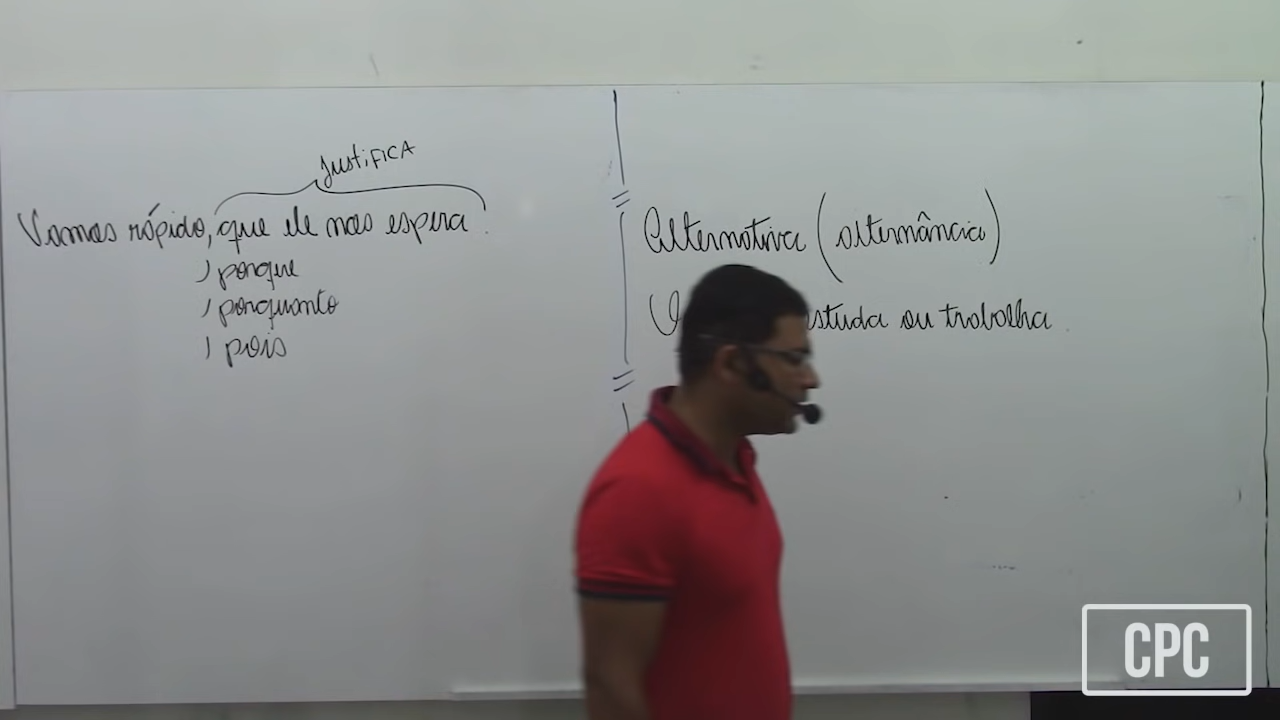 JustiFICA
Vamos rápido, que ele nos espera.
, porque
, porquanto
, pois
Alternativa (alternância)
estuda ou trabalha.
CPC